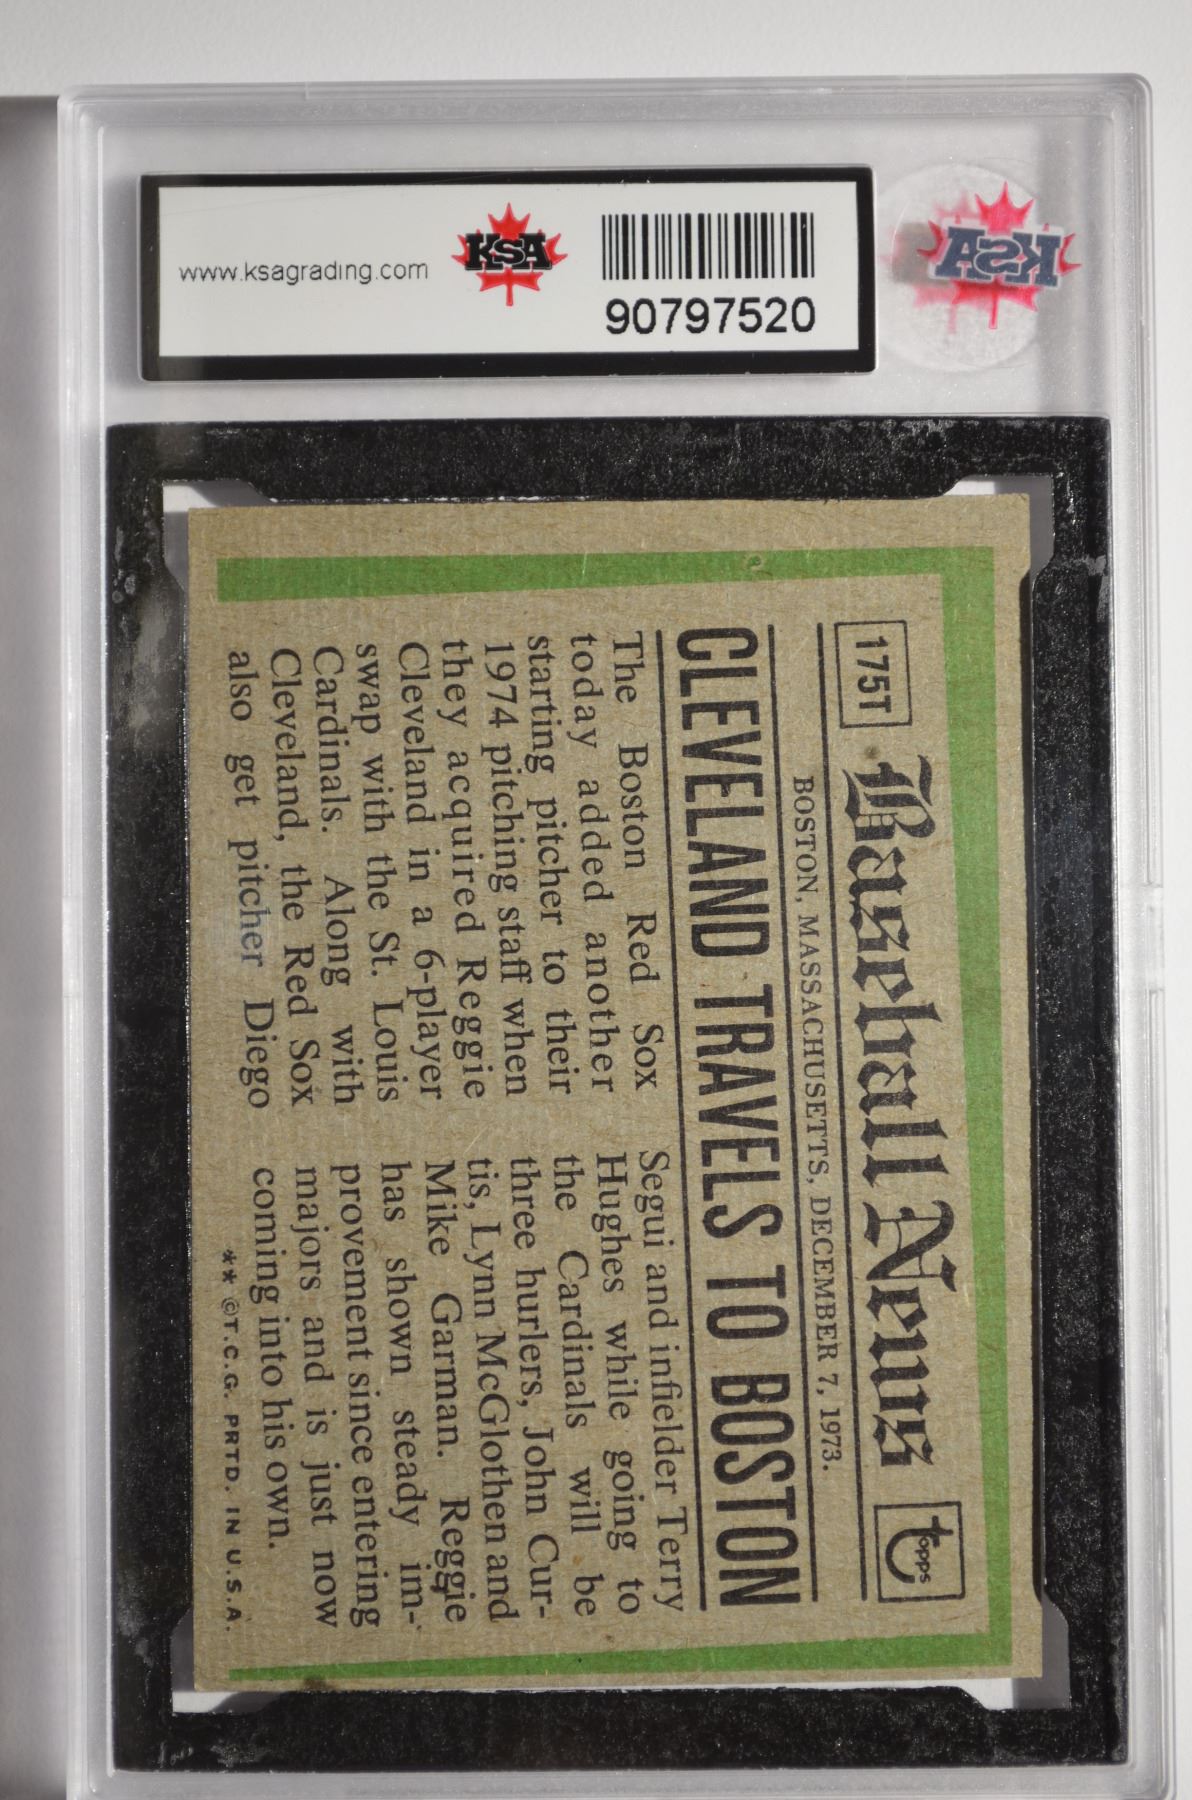 www.ksagrading.com
KSA
90797520
KSA
175T
Baseball News
topps
BOSTON, MASSACHUSETTS, DECEMBER 7, 1973.
CLEVELAND TRAVELS TO BOSTON
The Boston Red Sox
today added another
starting pitcher to their
1974 pitching staff when
they acquired Reggie
Cleveland in a 6-player
swap with the St. Louis
Cardinals. Along with
Cleveland, the Red Sox
also get pitcher Diego
Segui and infielder Terry
Hughes while going to
the Cardinals will be
three hurlers, John Cur-
tis, Lynn McGlothen and
Mike Garman. Reggie
has shown steady im-
provement since entering
majors and is just now
coming into his own.
** ©T.C.G. PRTD. IN U.S.A.